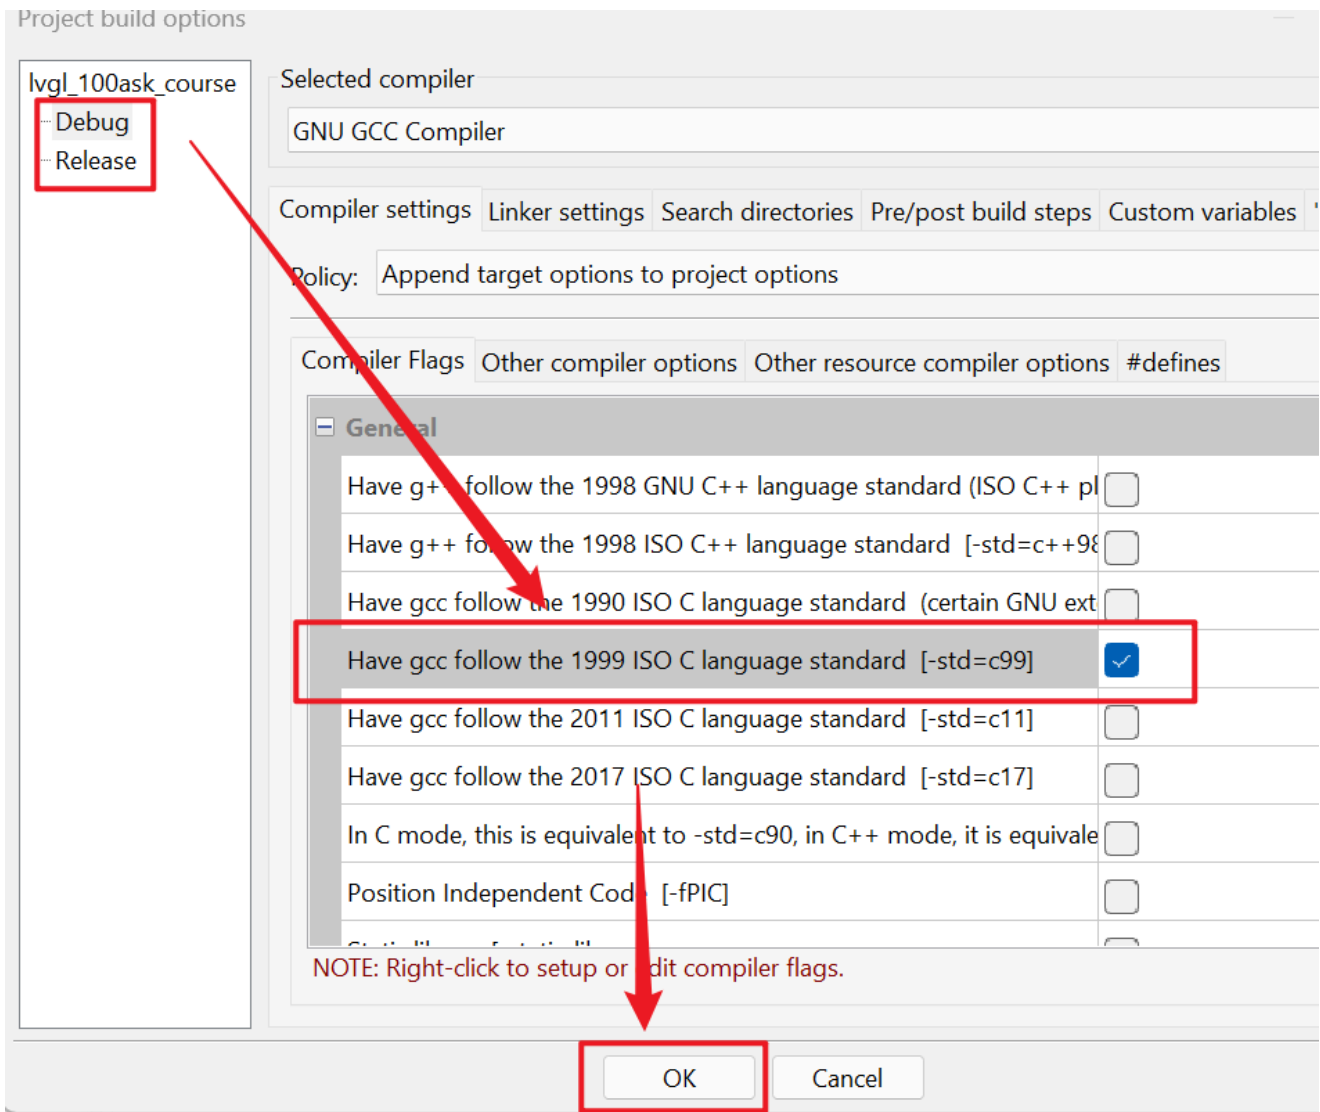 Project build options
lvgl_100ask_course
Debug
Release
Selected compiler
GNU GCC Compiler
Compiler settings
Linker settings
Search directories
Pre/post build steps
Custom variables
Policy:
Append target options to project options
Compiler Flags
Other compiler options
Other resource compiler options
#defines
General
Have g++ follow the 1998 GNU C++ language standard (ISO C++ pl
Have g++ follow the 1998 ISO C++ language standard [-std=c++98
Have gcc follow the 1990 ISO C language standard (certain GNU ext
Have gcc follow the 1999 ISO C language standard [-std=c99]
Have gcc follow the 2011 ISO C language standard [-std=c11]
Have gcc follow the 2017 ISO C language standard [-std=c17]
In C mode, this is equivalent to -std=c90, in C++ mode, it is equivale
Position Independent Code [-fPIC]
NOTE: Right-click to setup or edit compiler flags.
OK
Cancel